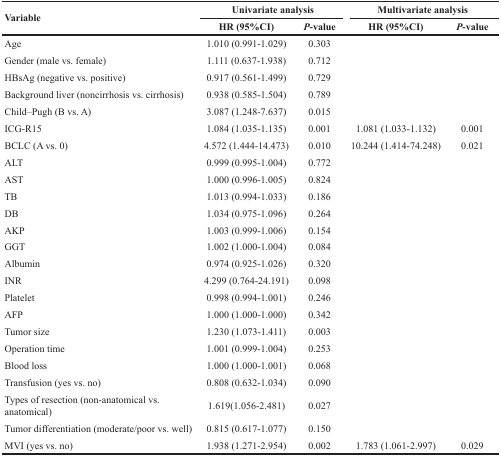 Variable Univariate analysis Multivariate analysis
HR (95%CI) P-value HR (95%CI) P-value
Age 1.010 (0.991-1.029) 0.303
Gender (male vs. female) 1.111 (0.637-1.938) 0.712
HBsAg (negative vs. positive) 0.917 (0.561-1.499) 0.729
Background liver (noncirrhosis vs. cirrhosis) 0.938 (0.585-1.504) 0.789
Child–Pugh (B vs. A) 3.087 (1.248-7.637) 0.015
ICG-R15 1.084 (1.035-1.135) 0.001 1.081 (1.033-1.132) 0.001
BCLC (A vs. 0) 4.572 (1.444-14.473) 0.010 10.244 (1.414-74.248) 0.021
ALT 0.999 (0.995-1.004) 0.772
AST 1.000 (0.996-1.005) 0.824
TB 1.013 (0.994-1.033) 0.186
DB 1.034 (0.975-1.096) 0.264
AKP 1.003 (0.999-1.006) 0.154
GGT 1.002 (1.000-1.004) 0.084
Albumin 0.974 (0.925-1.026) 0.320
INR 4.299 (0.764-24.191) 0.098
Platelet 0.998 (0.994-1.001) 0.246
AFP 1.000 (1.000-1.000) 0.342
Tumor size 1.230 (1.073-1.411) 0.003
Operation time 1.001 (0.999-1.004) 0.253
Blood loss 1.000 (1.000-1.001) 0.068
Transfusion (yes vs. no) 0.808 (0.632-1.034) 0.090
Types of resection (non-anatomical vs.
anatomical) 1.619(1.056-2.481) 0.027
Tumor differentiation (moderate/poor vs. well) 0.815 (0.617-1.077) 0.150
MVI (yes vs. no) 1.938 (1.271-2.954) 0.002 1.783 (1.061-2.997) 0.029